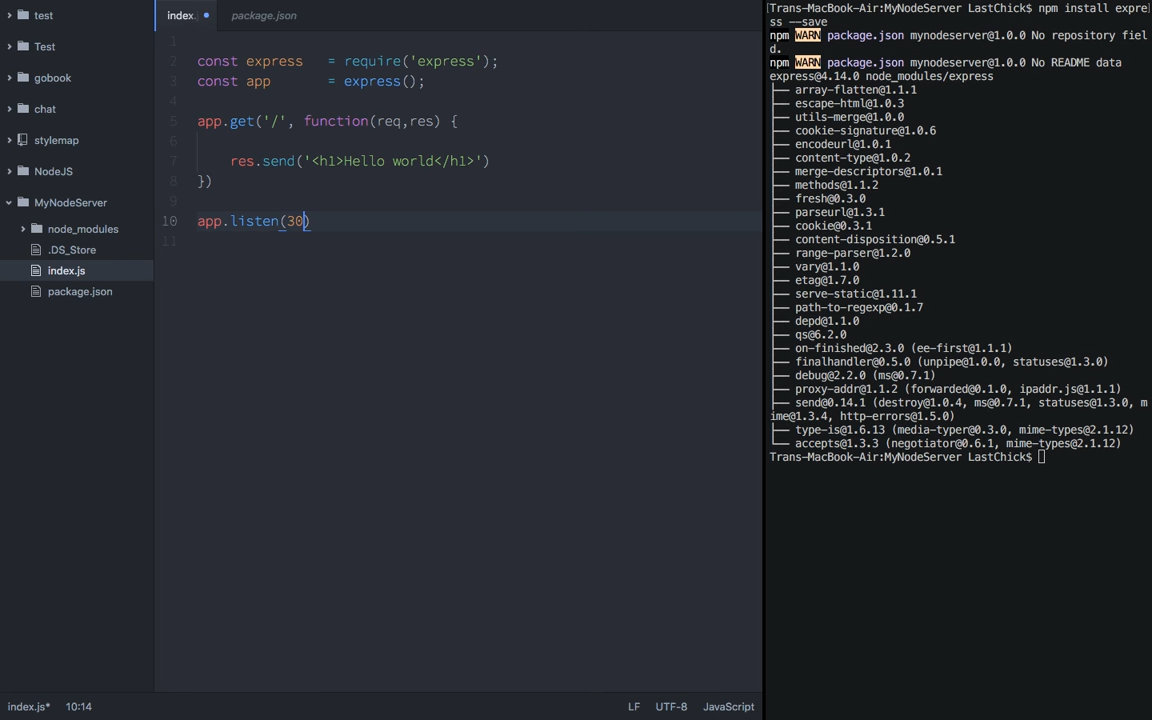 test
Test
gobook
chat
stylemap
NodeJS
MyNodeServer
node_modules
.DS_Store
index.js
package.json
index.
package.json
1
2 const express = require('express');
3 const app = express();
4
5 app.get('/', function(req,res) {
6
7 res.send('<h1>Hello world</h1>')
8 })
9
10 app.listen(30)
11
index.js* 10:14
LF UTF-8 JavaScript
[Trans-MacBook-Air:MyNodeServer LastChick$ npm install expre]
ss --save
npm WARN package.json mynodeserver@1.0.0 No repository fiel
d.
npm WARN package.json mynodeserver@1.0.0 No README data
express@4.14.0 node_modules/express
├── array-flatten@1.1.1
├── escape-html@1.0.3
├── utils-merge@1.0.0
├── cookie-signature@1.0.6
├── encodeurl@1.0.1
├── content-type@1.0.2
├── merge-descriptors@1.0.1
├── methods@1.1.2
├── fresh@0.3.0
├── parseurl@1.3.1
├── cookie@0.3.1
├── content-disposition@0.5.1
├── range-parser@1.2.0
├── vary@1.1.0
├── etag@1.7.0
├── serve-static@1.11.1
├── path-to-regexp@0.1.7
├── depd@1.1.0
├── qs@6.2.0
├── on-finished@2.3.0 (ee-first@1.1.1)
├── finalhandler@0.5.0 (unpipe@1.0.0, statuses@1.3.0)
├── debug@2.2.0 (ms@0.7.1)
├── proxy-addr@1.1.2 (forwarded@0.1.0, ipaddr.js@1.1.1)
├── send@0.14.1 (destroy@1.0.4, ms@0.7.1, statuses@1.3.0, m
ime@1.3.4, http-errors@1.5.0)
├── type-is@1.6.13 (media-typer@0.3.0, mime-types@2.1.12)
└── accepts@1.3.3 (negotiator@0.6.1, mime-types@2.1.12)
Trans-MacBook-Air:MyNodeServer LastChick$